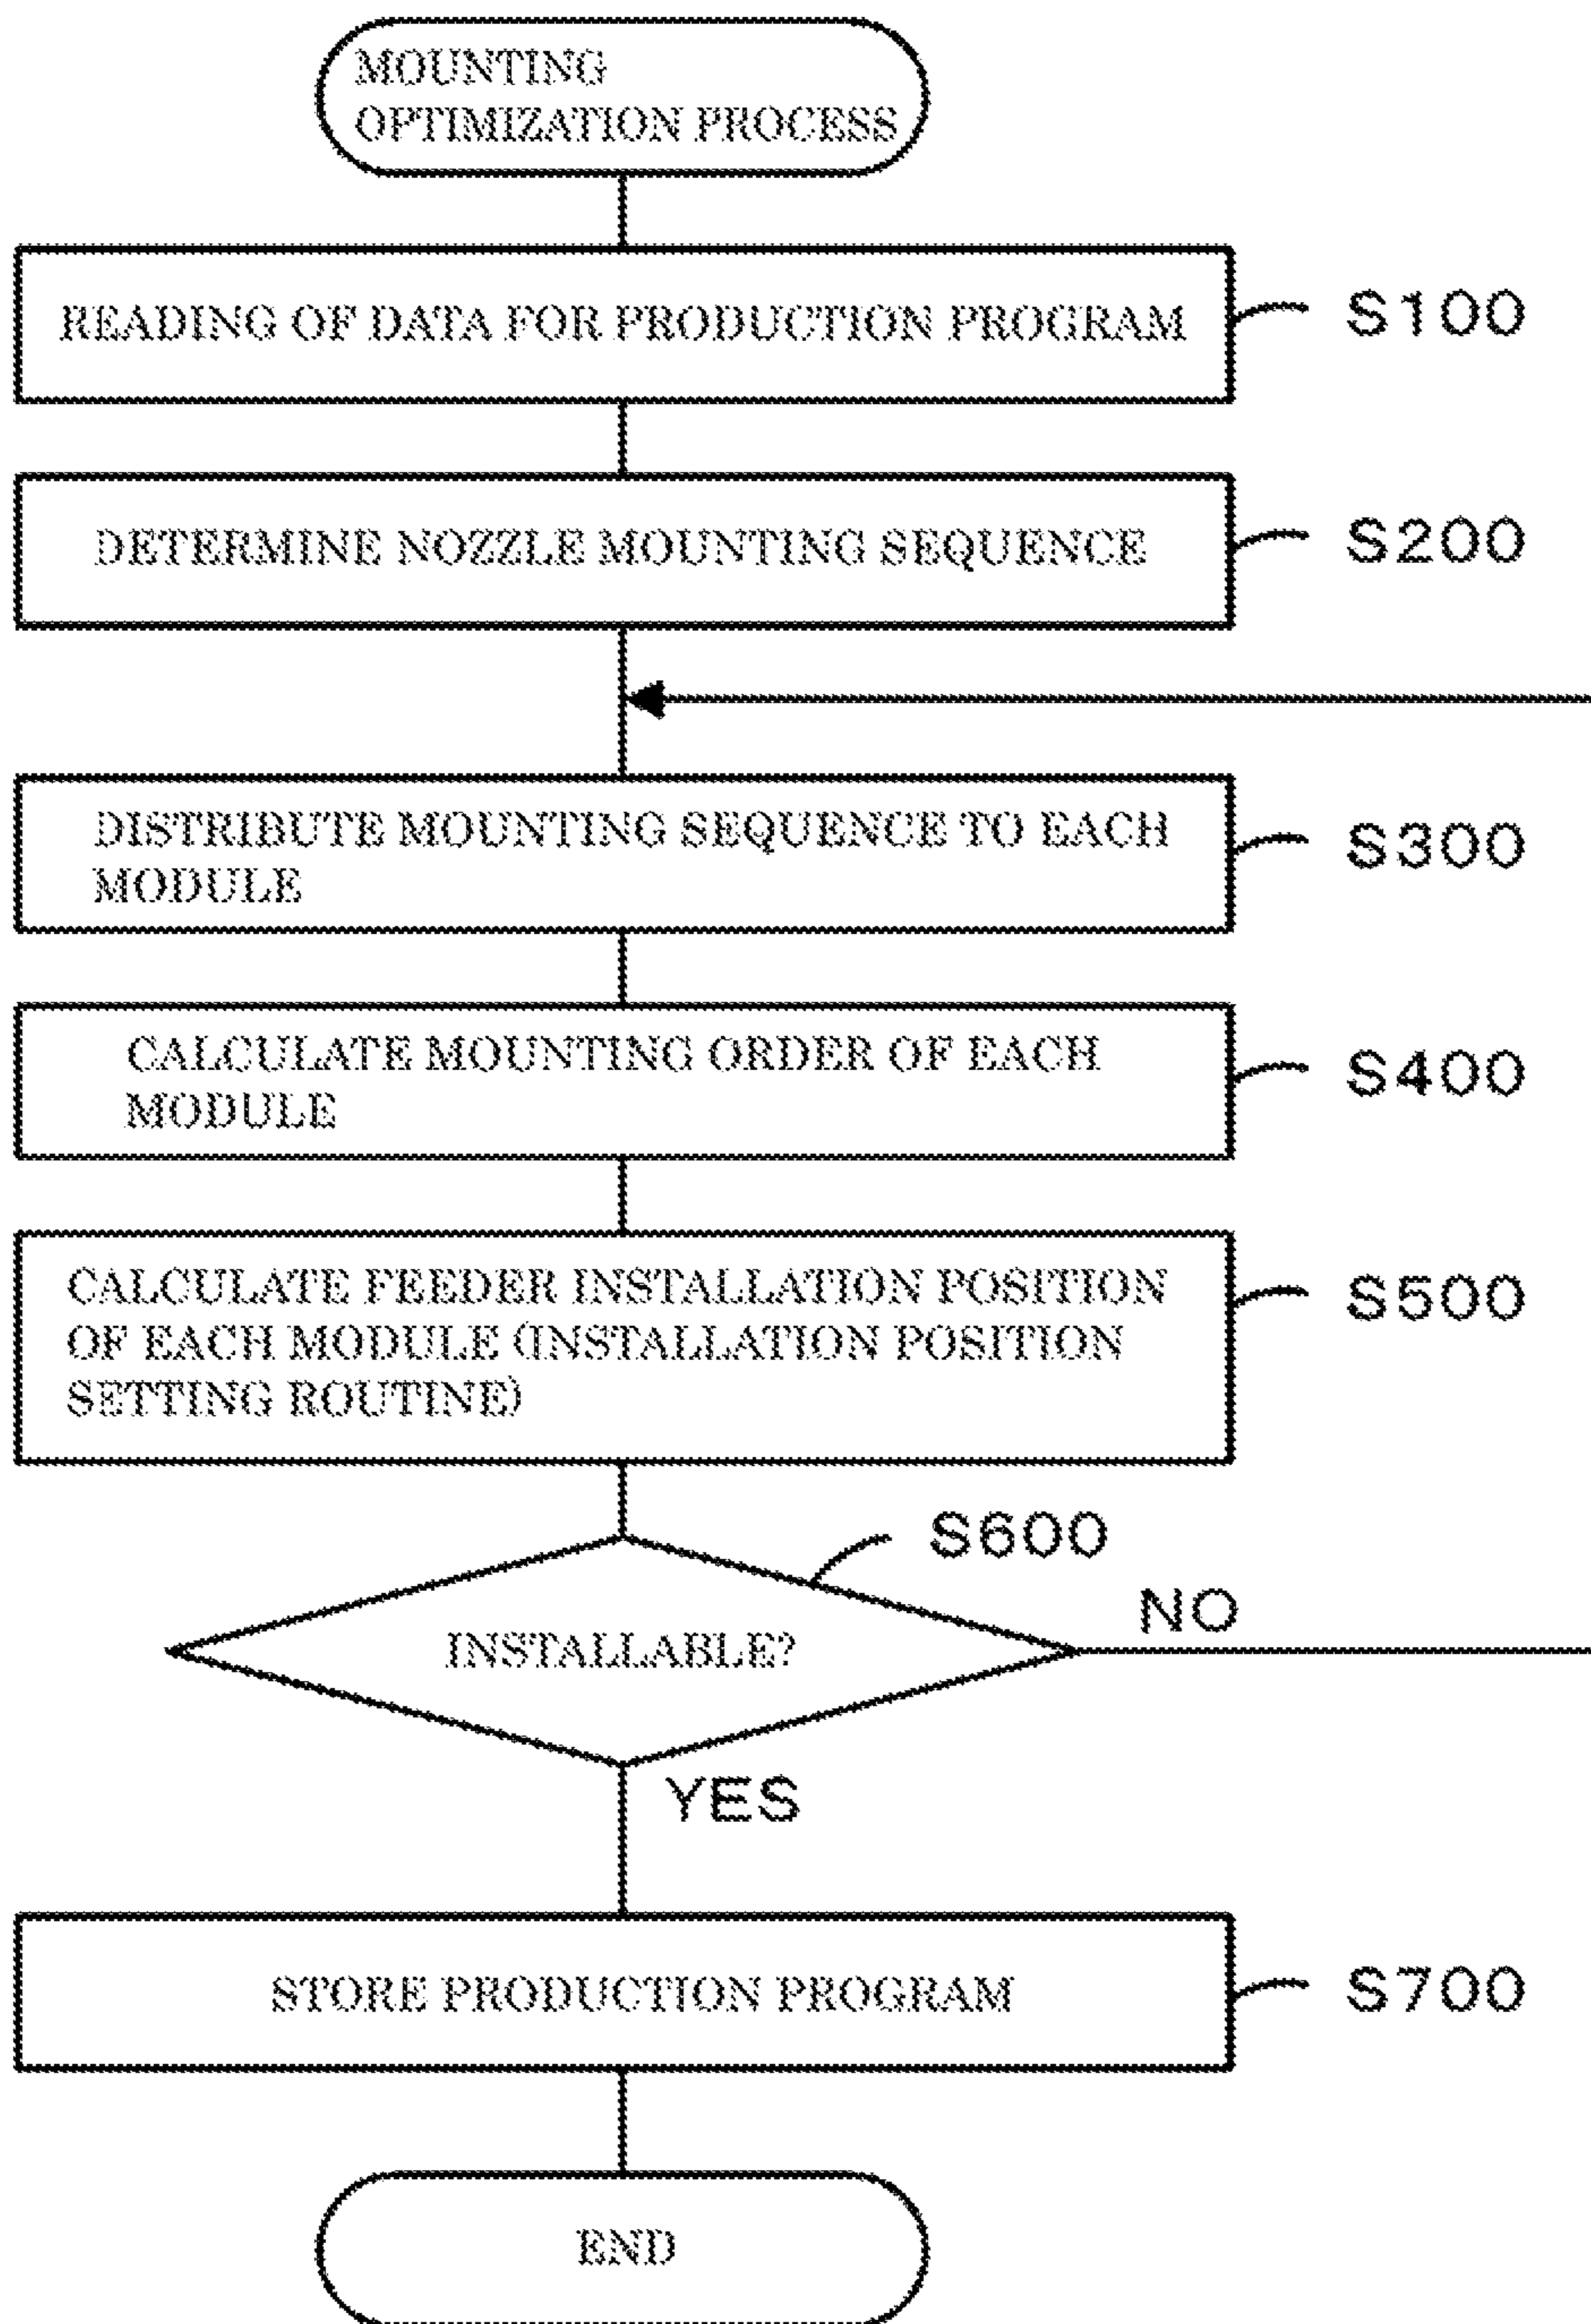 MOUNTING
OPTIMIZATION PROCESS
READING OF DATA FOR PRODUCTION PROGRAM
S100
DETERMINE NOZZLE MOUNTING SEQUENCE
S200
DISTRIBUTE MOUNTING SEQUENCE TO EACH
MODULE
S300
CALCULATE MOUNTING ORDER OF EACH
MODULE
S400
CALCULATE FEEDER INSTALLATION POSITION
OF EACH MODULE (INSTALLATION POSITION
SETTING ROUTINE)
S500
S600
INSTALLABLE?
NO
YES
STORE PRODUCTION PROGRAM
S700
END